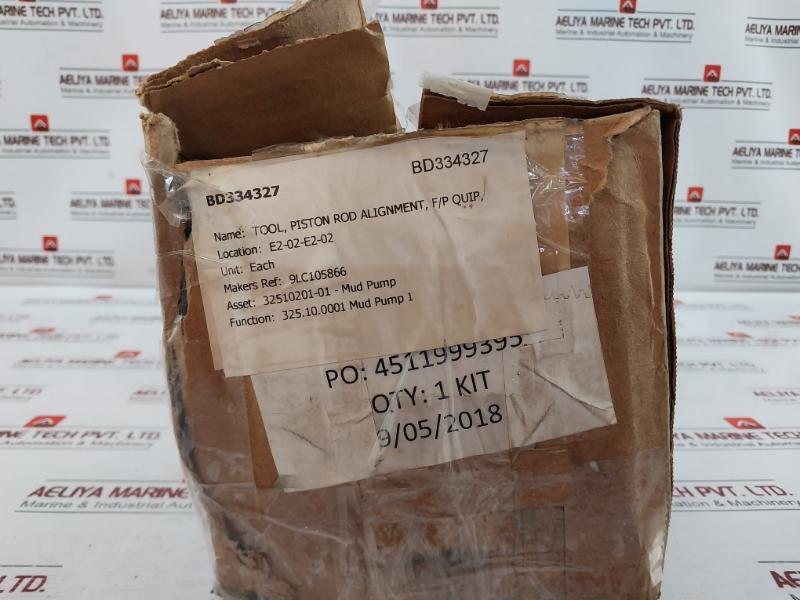 AELIYA MARINE TECH PVT. LTD.
Marine & Industrial Automation & Machinery
BD334327
BD334327
Name: TOOL, PISTON ROD ALIGNMENT, F/P QUIP,
Location: E2-02-E2-02
Unit: Each
Makers Ref: 9LC105866
Asset: 32510201-01 - Mud Pump
Function: 325.10.0001 Mud Pump 1
PO:
QTY: 1 KIT
9/05/2018